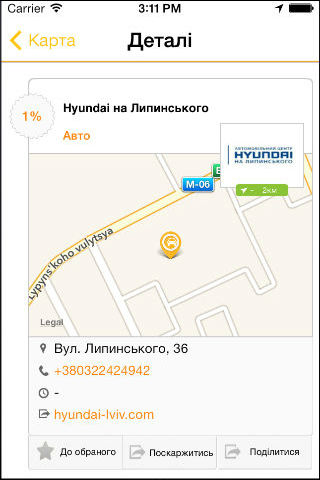 Carrier 3:11 PM
Карта
Деталі
1%
Hyundai на Липинського
Авто
АВТОМОБІЛЬНИЙ ЦЕНТР
HYUNDAI
НА ЛИПИНСЬКОГО
~ 2км
М-06
Lypyns'koho vulytsya
Legal
Вул. Липинського, 36
+380322424942
-
hyundai-lviv.com
До обраного
Поскаржитись
Поділитися